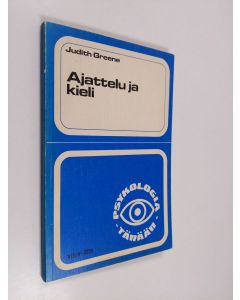 Judith Greene
Ajattelu ja
kieli
PSYKOLOGIA
TÄNÄÄN